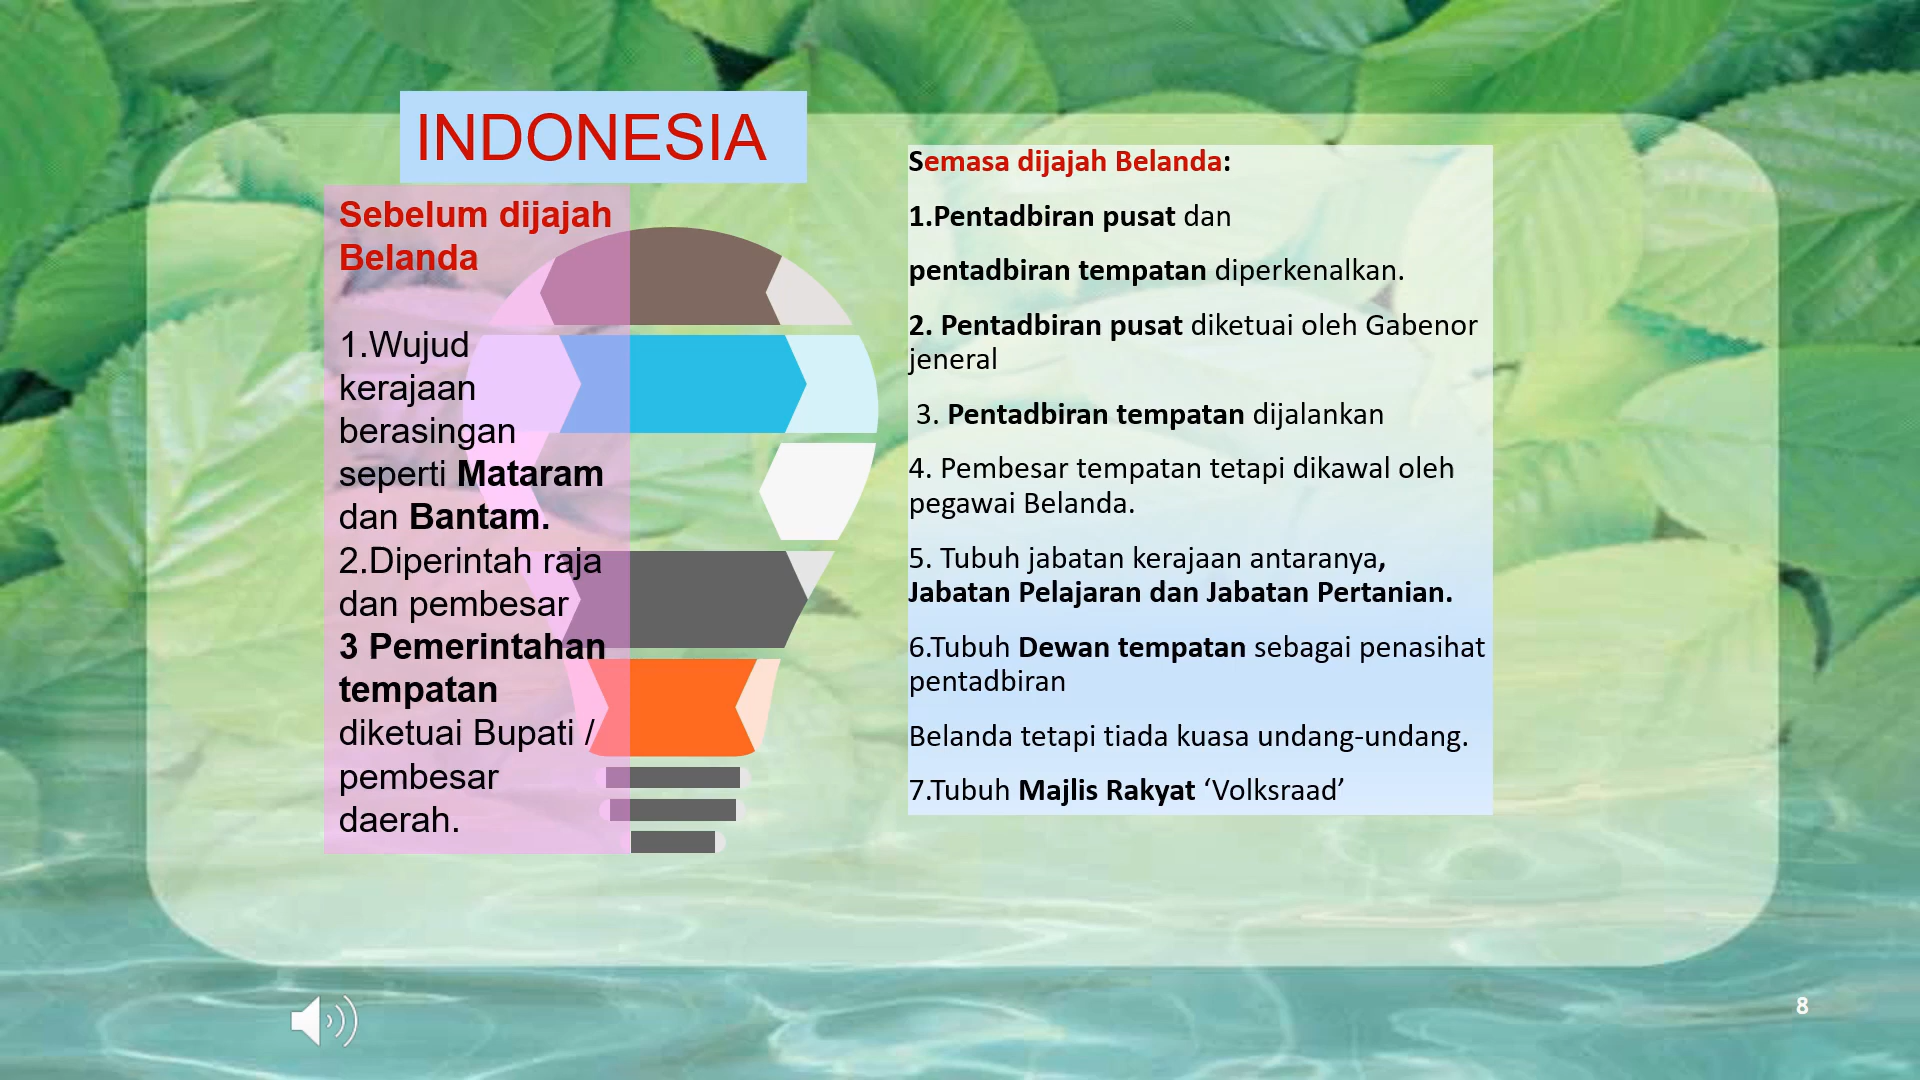 INDONESIA
Sebelum dijajah
Belanda
1.Wujud
kerajaan
berasingan
seperti Mataram
dan Bantam.
2.Diperintah raja
dan pembesar
3 Pemerintahan
tempatan
diketuai Bupati /
pembesar
daerah.
Semasa dijajah Belanda:
1.Pentadbiran pusat dan
pentadbiran tempatan diperkenalkan.
2. Pentadbiran pusat diketuai oleh Gabenor
jeneral
3. Pentadbiran tempatan dijalankan
4. Pembesar tempatan tetapi dikawal oleh
pegawai Belanda.
5. Tubuh jabatan kerajaan antaranya,
Jabatan Pelajaran dan Jabatan Pertanian.
6.Tubuh Dewan tempatan sebagai penasihat
pentadbiran
Belanda tetapi tiada kuasa undang-undang.
7.Tubuh Majlis Rakyat ‘Volksraad’
8